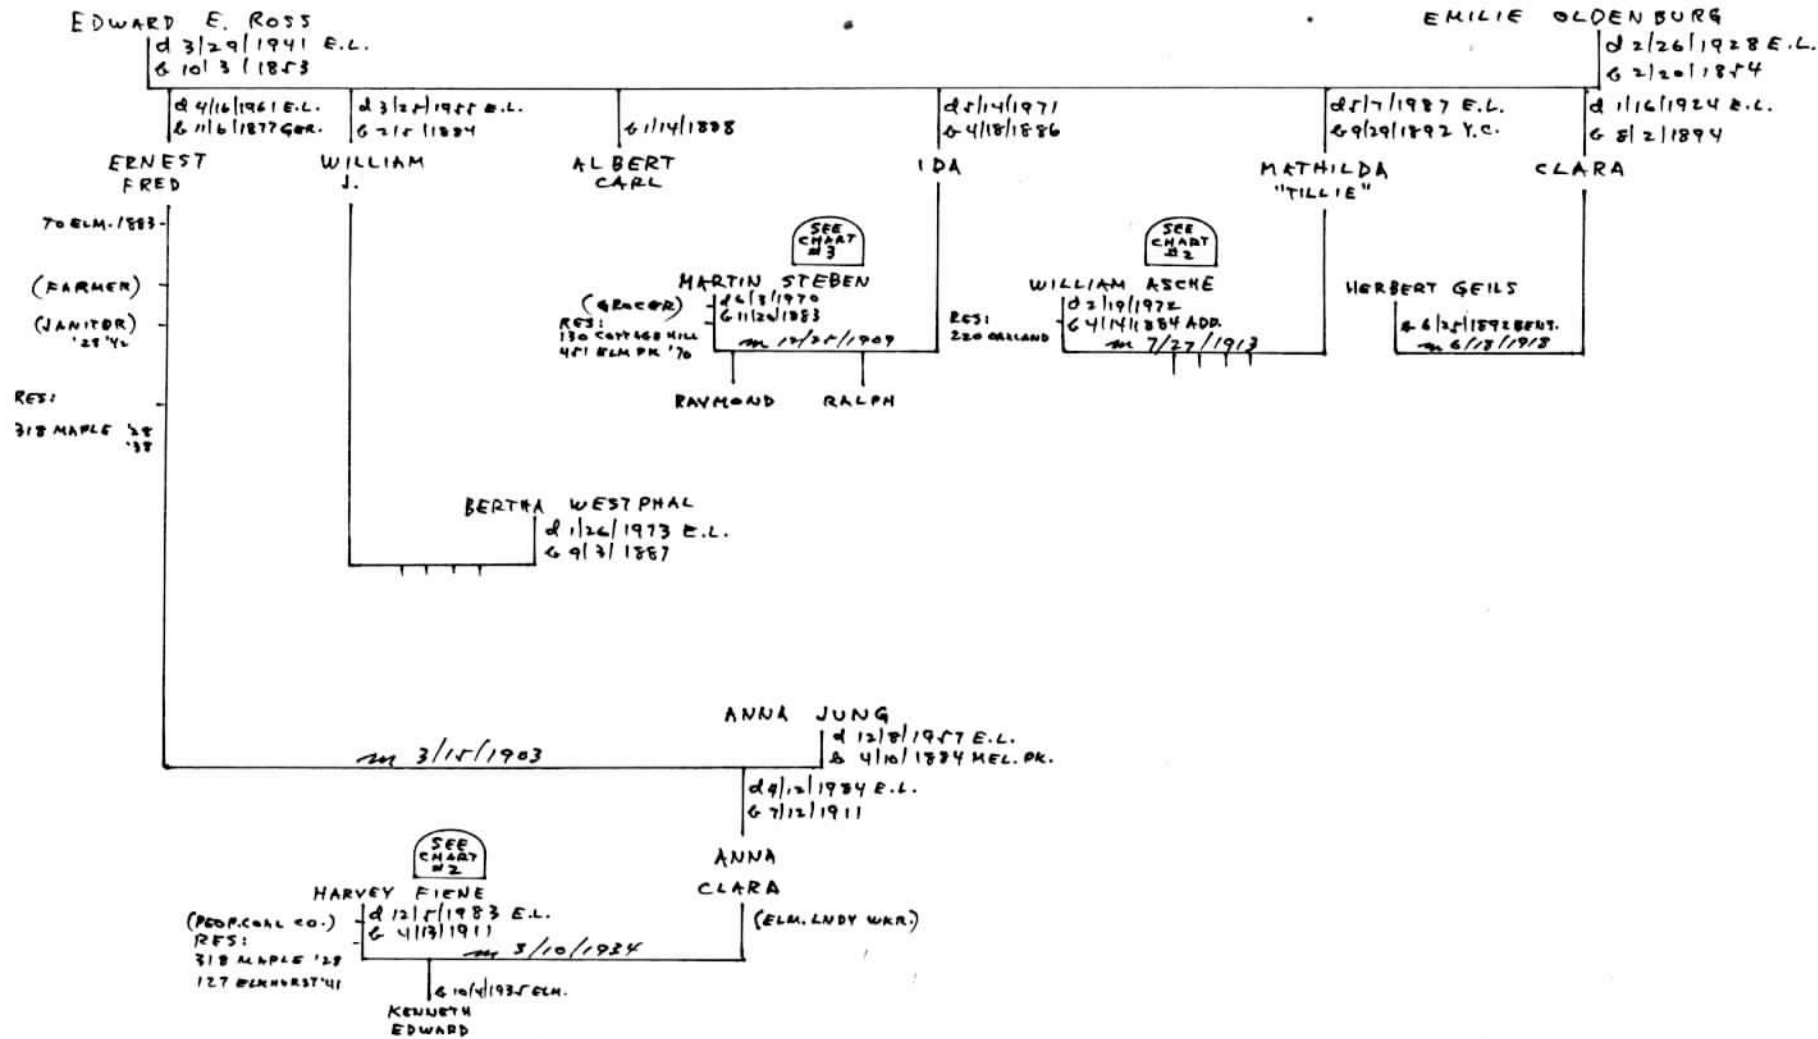 EDWARD E. ROSS
d 3/29/1941 E.L.
b 10/3/1853
EMILIE OLDENBURG
d 2/26/1928 E.L.
b 2/20/1854
d 4/16/1961 E.L.
b 11/6/1877 GER.
ERNEST
FRED
d 3/25/1955 E.L.
b 2/5/1884
WILLIAM
J.
b 1/14/1888
ALBERT
CARL
d 5/14/1971
b 4/18/1886
IDA
d 5/7/1987 E.L.
b 9/29/1892 Y.C.
MATHILDA
"TILLIE"
d 1/16/1924 E.L.
b 8/2/1894
CLARA
TO ELM. 1883
(FARMER)
(JANITOR)
'28 '42
RES:
318 MAPLE '28
'38
SEE
CHART
#3
MARTIN STEBEN
(GROCER)
d 6/3/1970
b 11/20/1883
RES:
130 COTTAGE HILL
451 ELM PK '70
m 12/25/1909
RAYMOND
RALPH
SEE
CHART
#2
WILLIAM ASCHE
d 2/19/1972
b 4/14/1884 ADD.
RES:
220 OAKLAND
m 7/27/1913
HERBERT GEILS
b 6/25/1892 BENS.
m 6/18/1918
BERTHA WESTPHAL
d 1/26/1973 E.L.
b 9/3/1887
ANNA JUNG
d 12/8/1957 E.L.
b 4/10/1884 MEL. PK.
m 3/15/1903
d 9/12/1984 E.L.
b 7/12/1911
ANNA
CLARA
(ELM. LNDY WKR.)
SEE
CHART
#2
HARVEY FIENE
(PEOP. COAL CO.)
d 12/5/1983 E.L.
b 4/13/1911
RES:
318 MAPLE '28
127 ELMHURST '41
m 3/10/1934
b 10/4/1935 ELM.
KENNETH
EDWARD